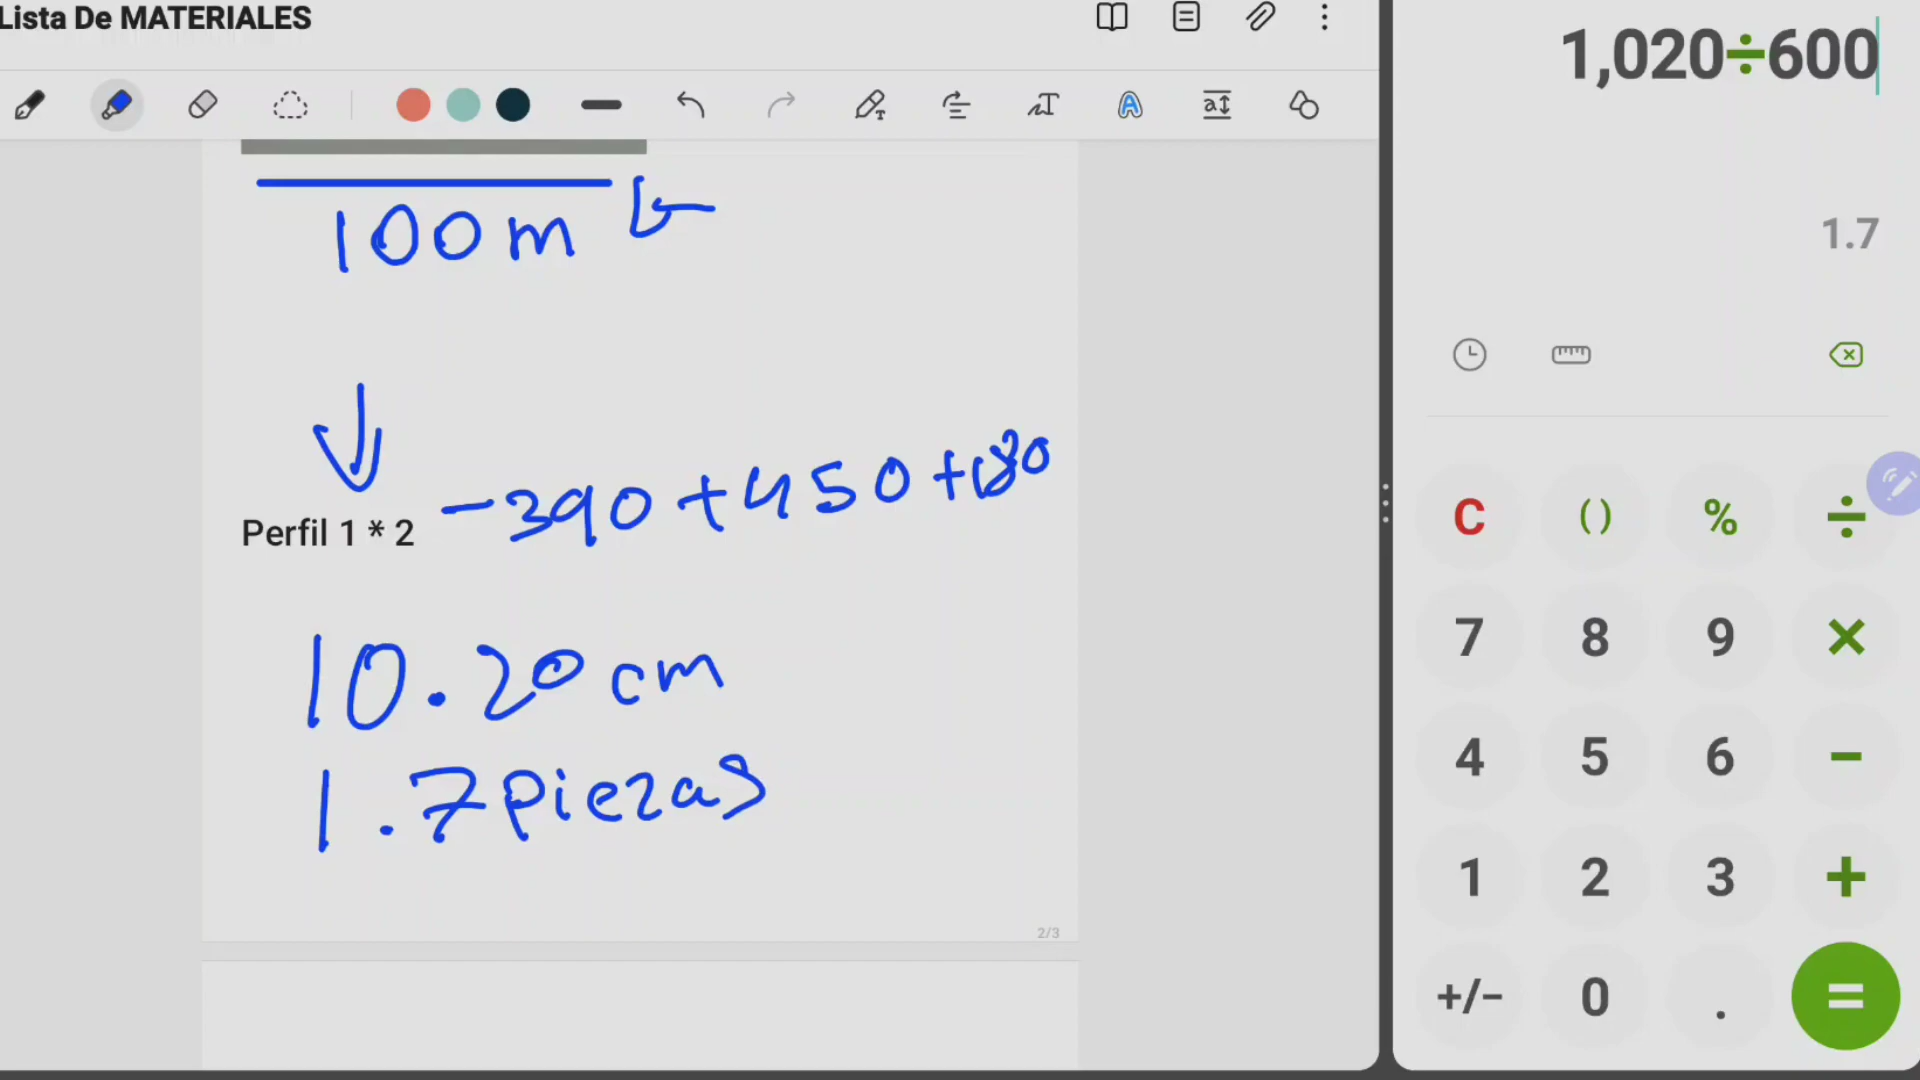 Lista De MATERIALES
100 m
Perfil 1 * 2 -390 + 450 + 180
10.20 cm
1.7 piezas
2/3
1,020÷600
1.7
C ( ) % ÷
7 8 9 ×
4 5 6 −
1 2 3 +
+/− 0 . =